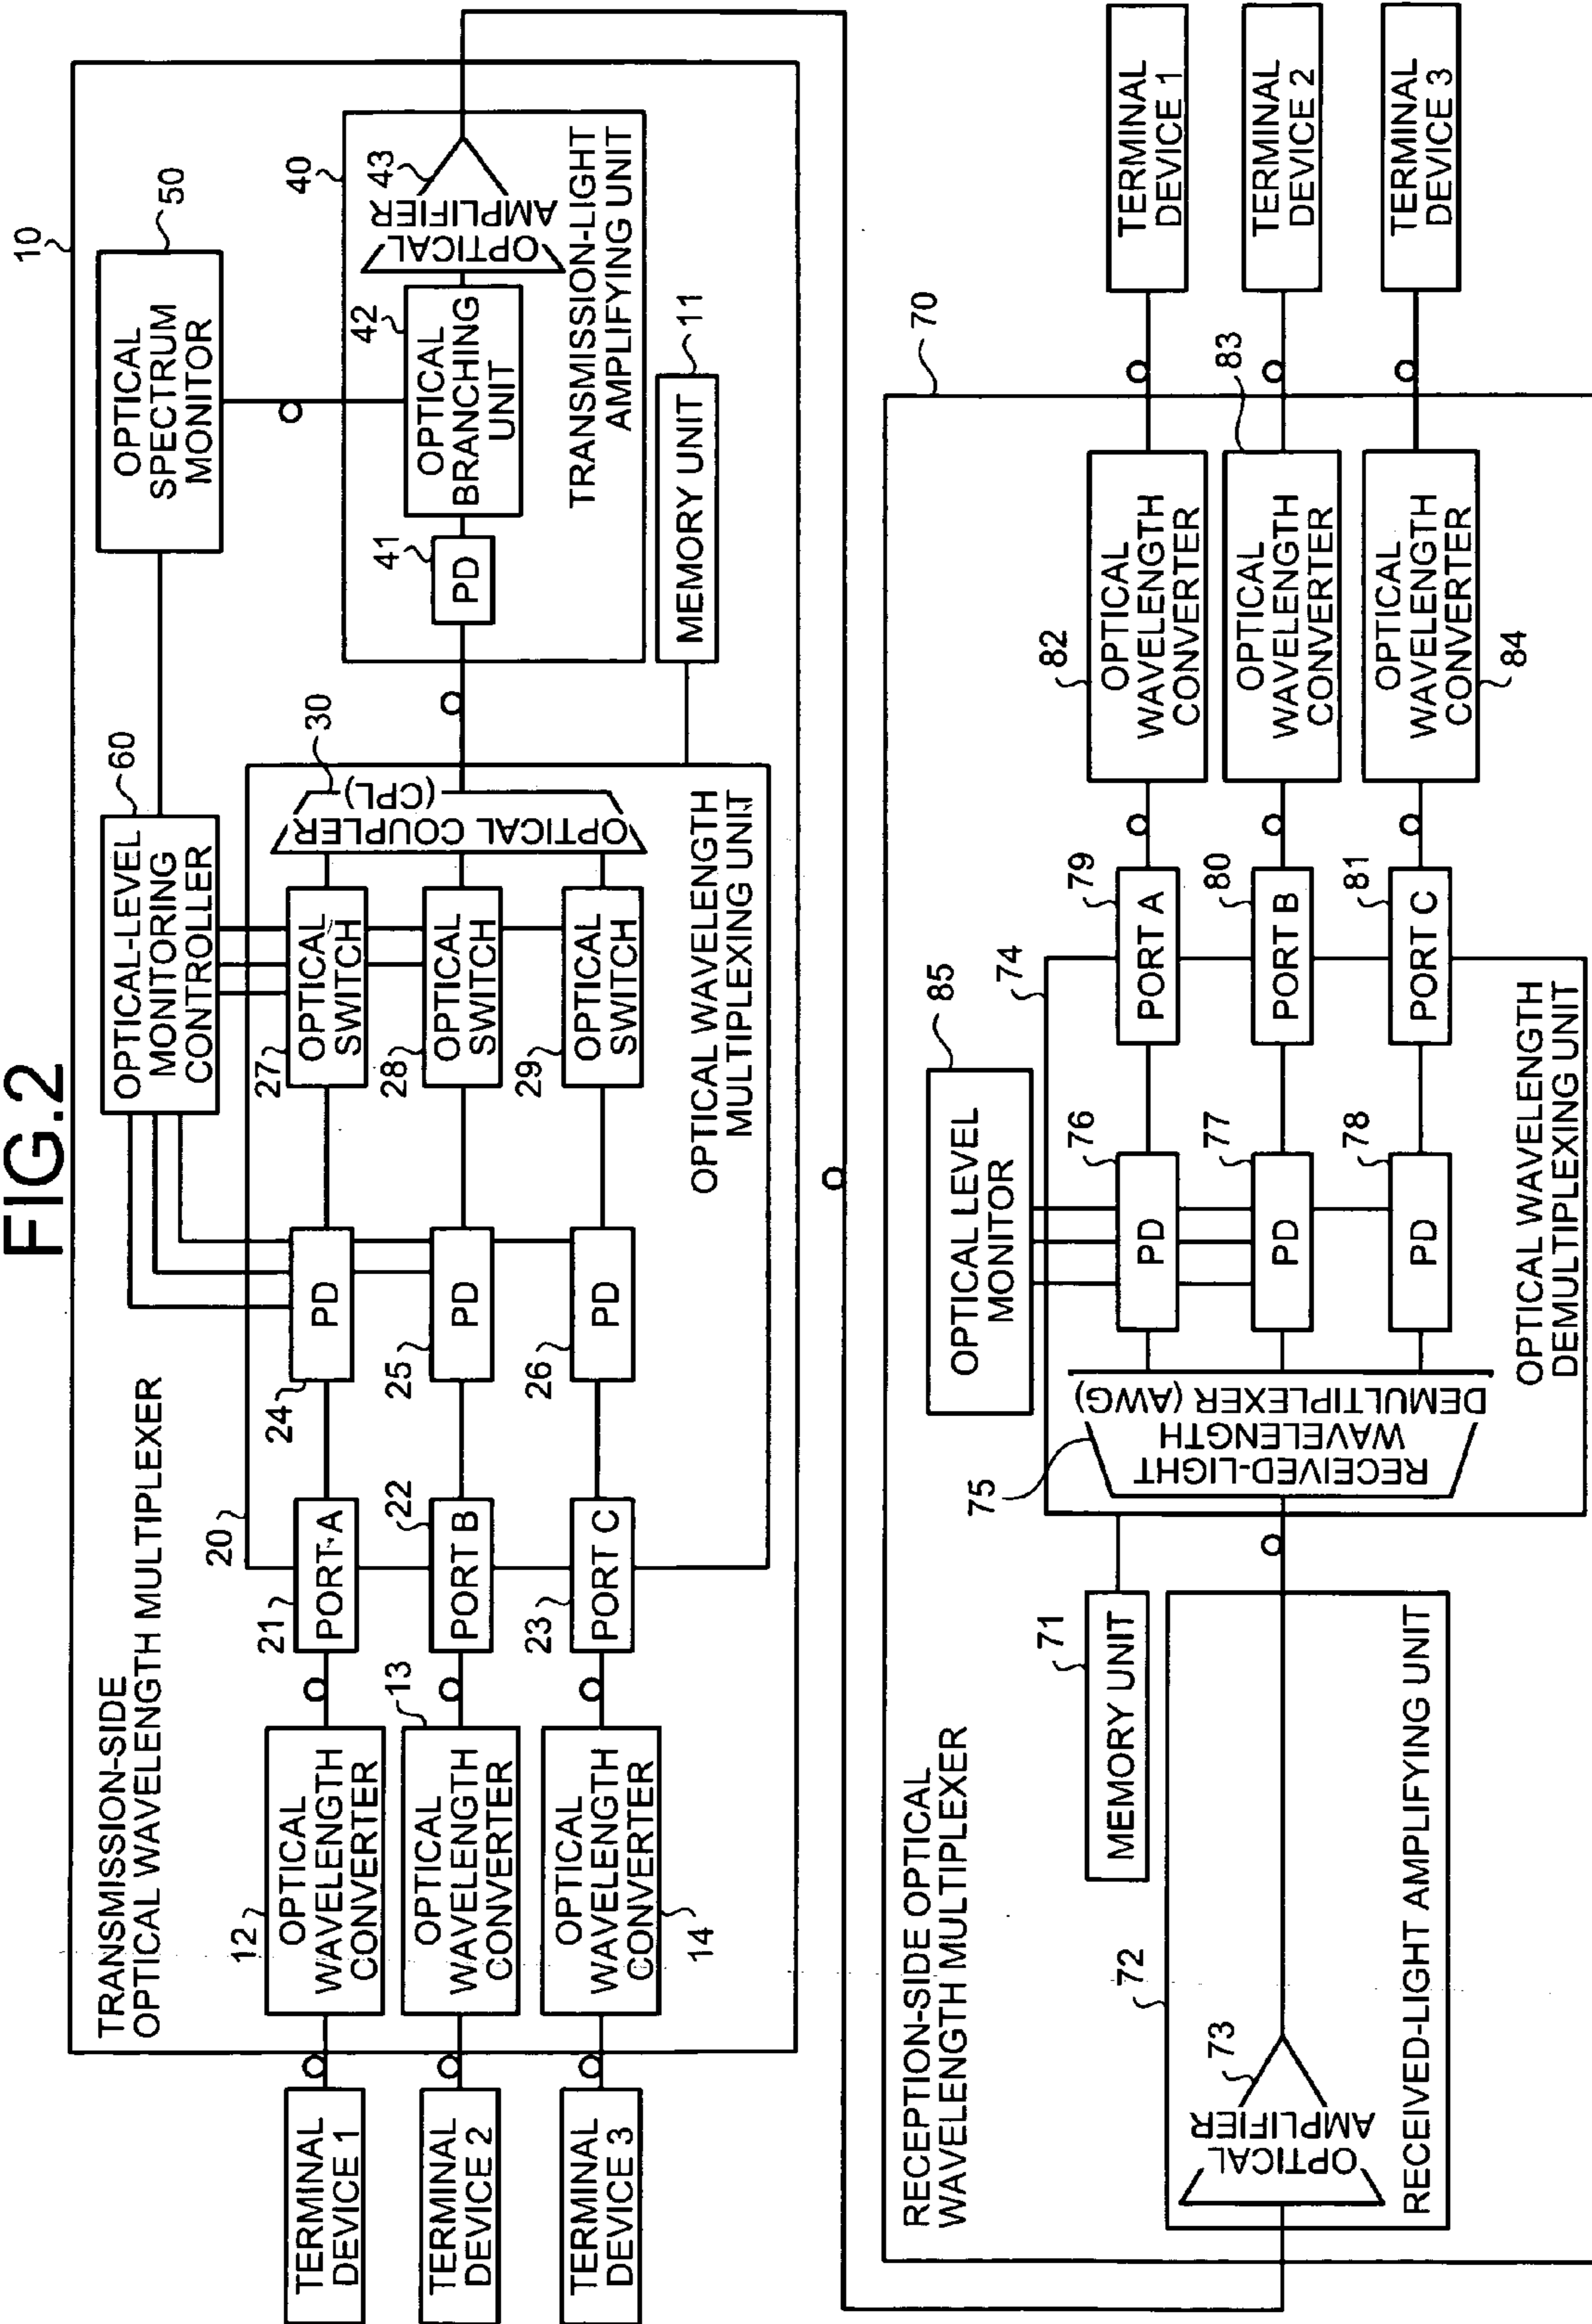 FIG.2
TRANSMISSION-SIDE
OPTICAL WAVELENGTH MULTIPLEXER
10
TERMINAL
DEVICE 1
TERMINAL
DEVICE 2
TERMINAL
DEVICE 3
12
OPTICAL
WAVELENGTH
CONVERTER
13
OPTICAL
WAVELENGTH
CONVERTER
14
OPTICAL
WAVELENGTH
CONVERTER
20
21
PORT A
22
PORT B
23
PORT C
24
PD
25
PD
26
PD
60
OPTICAL-LEVEL
MONITORING
CONTROLLER
27
OPTICAL
SWITCH
28
OPTICAL
SWITCH
29
OPTICAL
SWITCH
30
OPTICAL COUPLER
(CPL)
OPTICAL WAVELENGTH
MULTIPLEXING UNIT
50
OPTICAL
SPECTRUM
MONITOR
40
41
PD
42
OPTICAL
BRANCHING
UNIT
43
OPTICAL
AMPLIFIER
TRANSMISSION-LIGHT
AMPLIFYING UNIT
11
MEMORY UNIT
RECEPTION-SIDE OPTICAL
WAVELENGTH MULTIPLEXER
70
71
MEMORY UNIT
72
73
OPTICAL
AMPLIFIER
RECEIVED-LIGHT AMPLIFYING UNIT
74
75
RECEIVED-LIGHT
WAVELENGTH
DEMULTIPLEXER (AWG)
85
OPTICAL LEVEL
MONITOR
76
PD
77
PD
78
PD
79
PORT A
80
PORT B
81
PORT C
OPTICAL WAVELENGTH
DEMULTIPLEXING UNIT
82
OPTICAL
WAVELENGTH
CONVERTER
83
OPTICAL
WAVELENGTH
CONVERTER
84
OPTICAL
WAVELENGTH
CONVERTER
TERMINAL
DEVICE 1
TERMINAL
DEVICE 2
TERMINAL
DEVICE 3